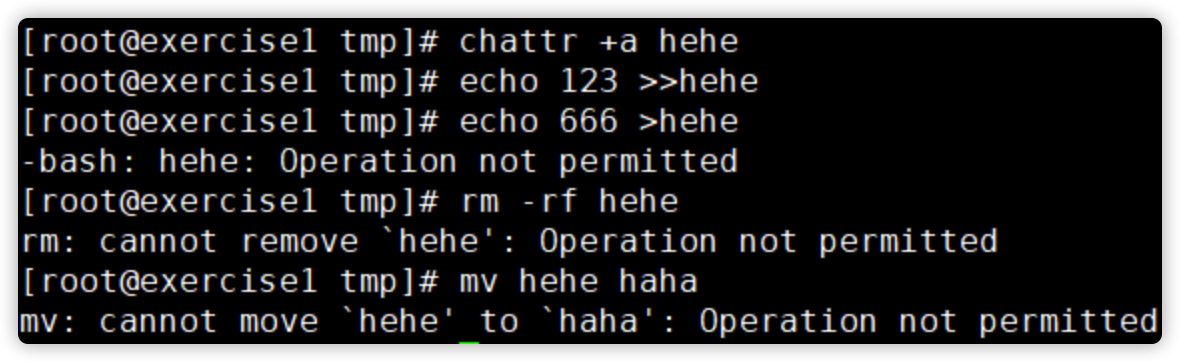 [root@exercise1 tmp]# chattr +a hehe
[root@exercise1 tmp]# echo 123 >>hehe
[root@exercise1 tmp]# echo 666 >hehe
-bash: hehe: Operation not permitted
[root@exercise1 tmp]# rm -rf hehe
rm: cannot remove `hehe': Operation not permitted
[root@exercise1 tmp]# mv hehe haha
mv: cannot move `hehe' to `haha': Operation not permitted